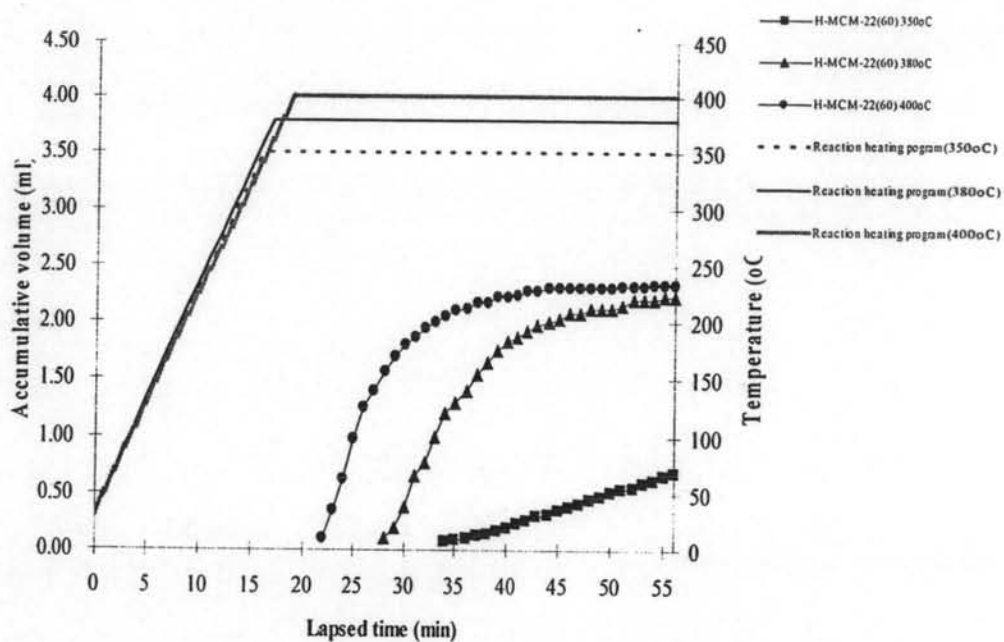 H-MCM-22(60) 350oC
H-MCM-22(60) 380oC
H-MCM-22(60) 400oC
Reaction heating pogram (350oC)
Reaction heating program (380oC)
Reaction heating program (400oC)
Accumulative volume (ml)
4.50
4.00
3.50
3.00
2.50
2.00
1.50
1.00
0.50
0.00
450
400
350
300
250
200
150
100
50
0
Temperature (oC
0 5 10 15 20 25 30 35 40 45 50 55
Lapsed time (min)